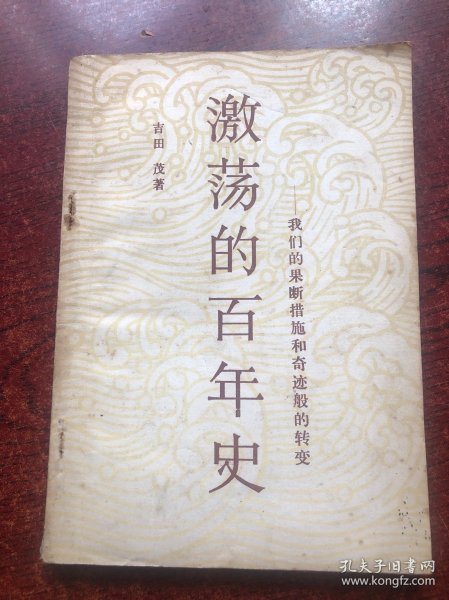 激荡的百年史
——我们的果断措施和奇迹般的转变
吉田 茂著
孔夫子旧书网
www.kongfz.com